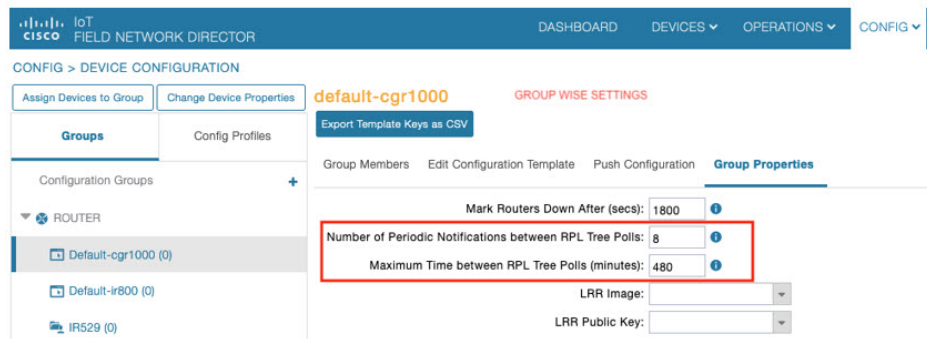 IoT
CISCO FIELD NETWORK DIRECTOR
DASHBOARD DEVICES OPERATIONS CONFIG
CONFIG > DEVICE CONFIGURATION
Assign Devices to Group Change Device Properties
default-cgr1000 GROUP WISE SETTINGS
Export Template Keys as CSV
Groups Config Profiles
Group Members Edit Configuration Template Push Configuration Group Properties
Configuration Groups +
Mark Routers Down After (secs): 1800
ROUTER
Number of Periodic Notifications between RPL Tree Polls: 8
Default-cgr1000 (0)
Maximum Time between RPL Tree Polls (minutes): 480
Default-ir800 (0)
LRR Image:
IR529 (0)
LRR Public Key: